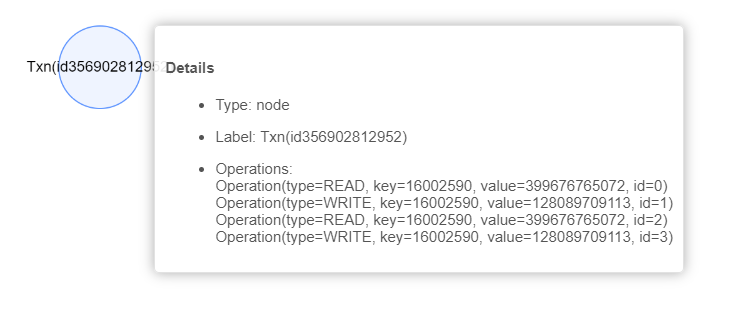 Txn(id356902812952
Details
• Type: node
• Label: Txn(id356902812952)
• Operations:
Operation(type=READ, key=16002590, value=399676765072, id=0)
Operation(type=WRITE, key=16002590, value=128089709113, id=1)
Operation(type=READ, key=16002590, value=399676765072, id=2)
Operation(type=WRITE, key=16002590, value=128089709113, id=3)